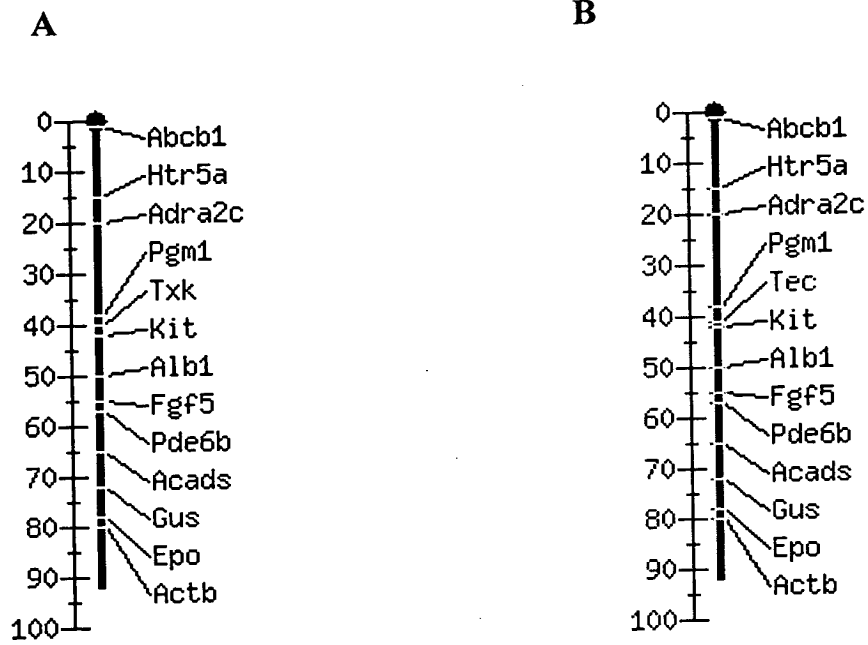 A
0
Abcb1
10
Htr5a
20
Adra2c
30
Pgm1
Txk
40
Kit
50
Alb1
Fgf5
60
Pde6b
70
Acads
80
Gus
Epo
90
Actb
100
B
0
Abcb1
10
Htr5a
20
Adra2c
30
Pgm1
Tec
40
Kit
50
Alb1
Fgf5
60
Pde6b
70
Acads
80
Gus
Epo
90
Actb
100